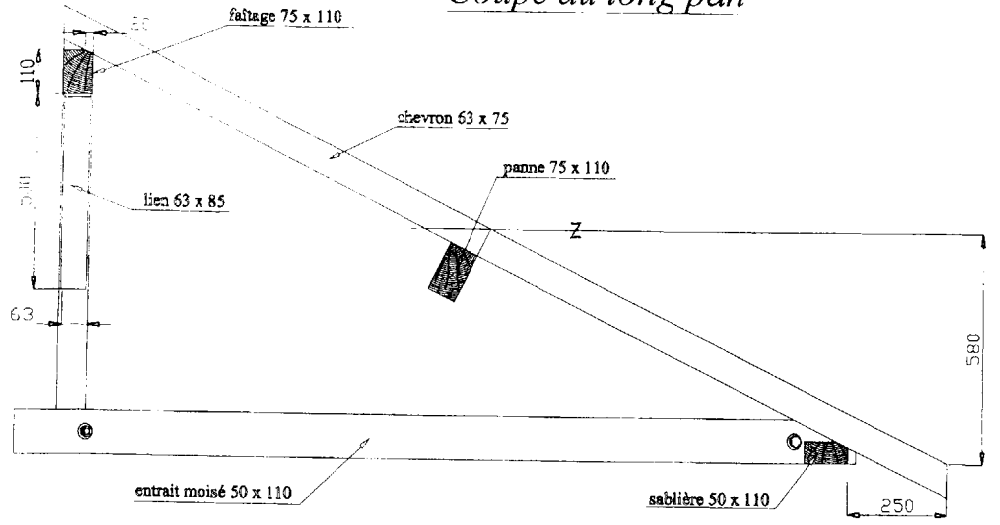 Coupe du long pan
faîtage 75 x 110
110
chevron 63 x 75
panne 75 x 110
lien 63 x 85
Z
63
580
entrait moisé 50 x 110
sablière 50 x 110
250